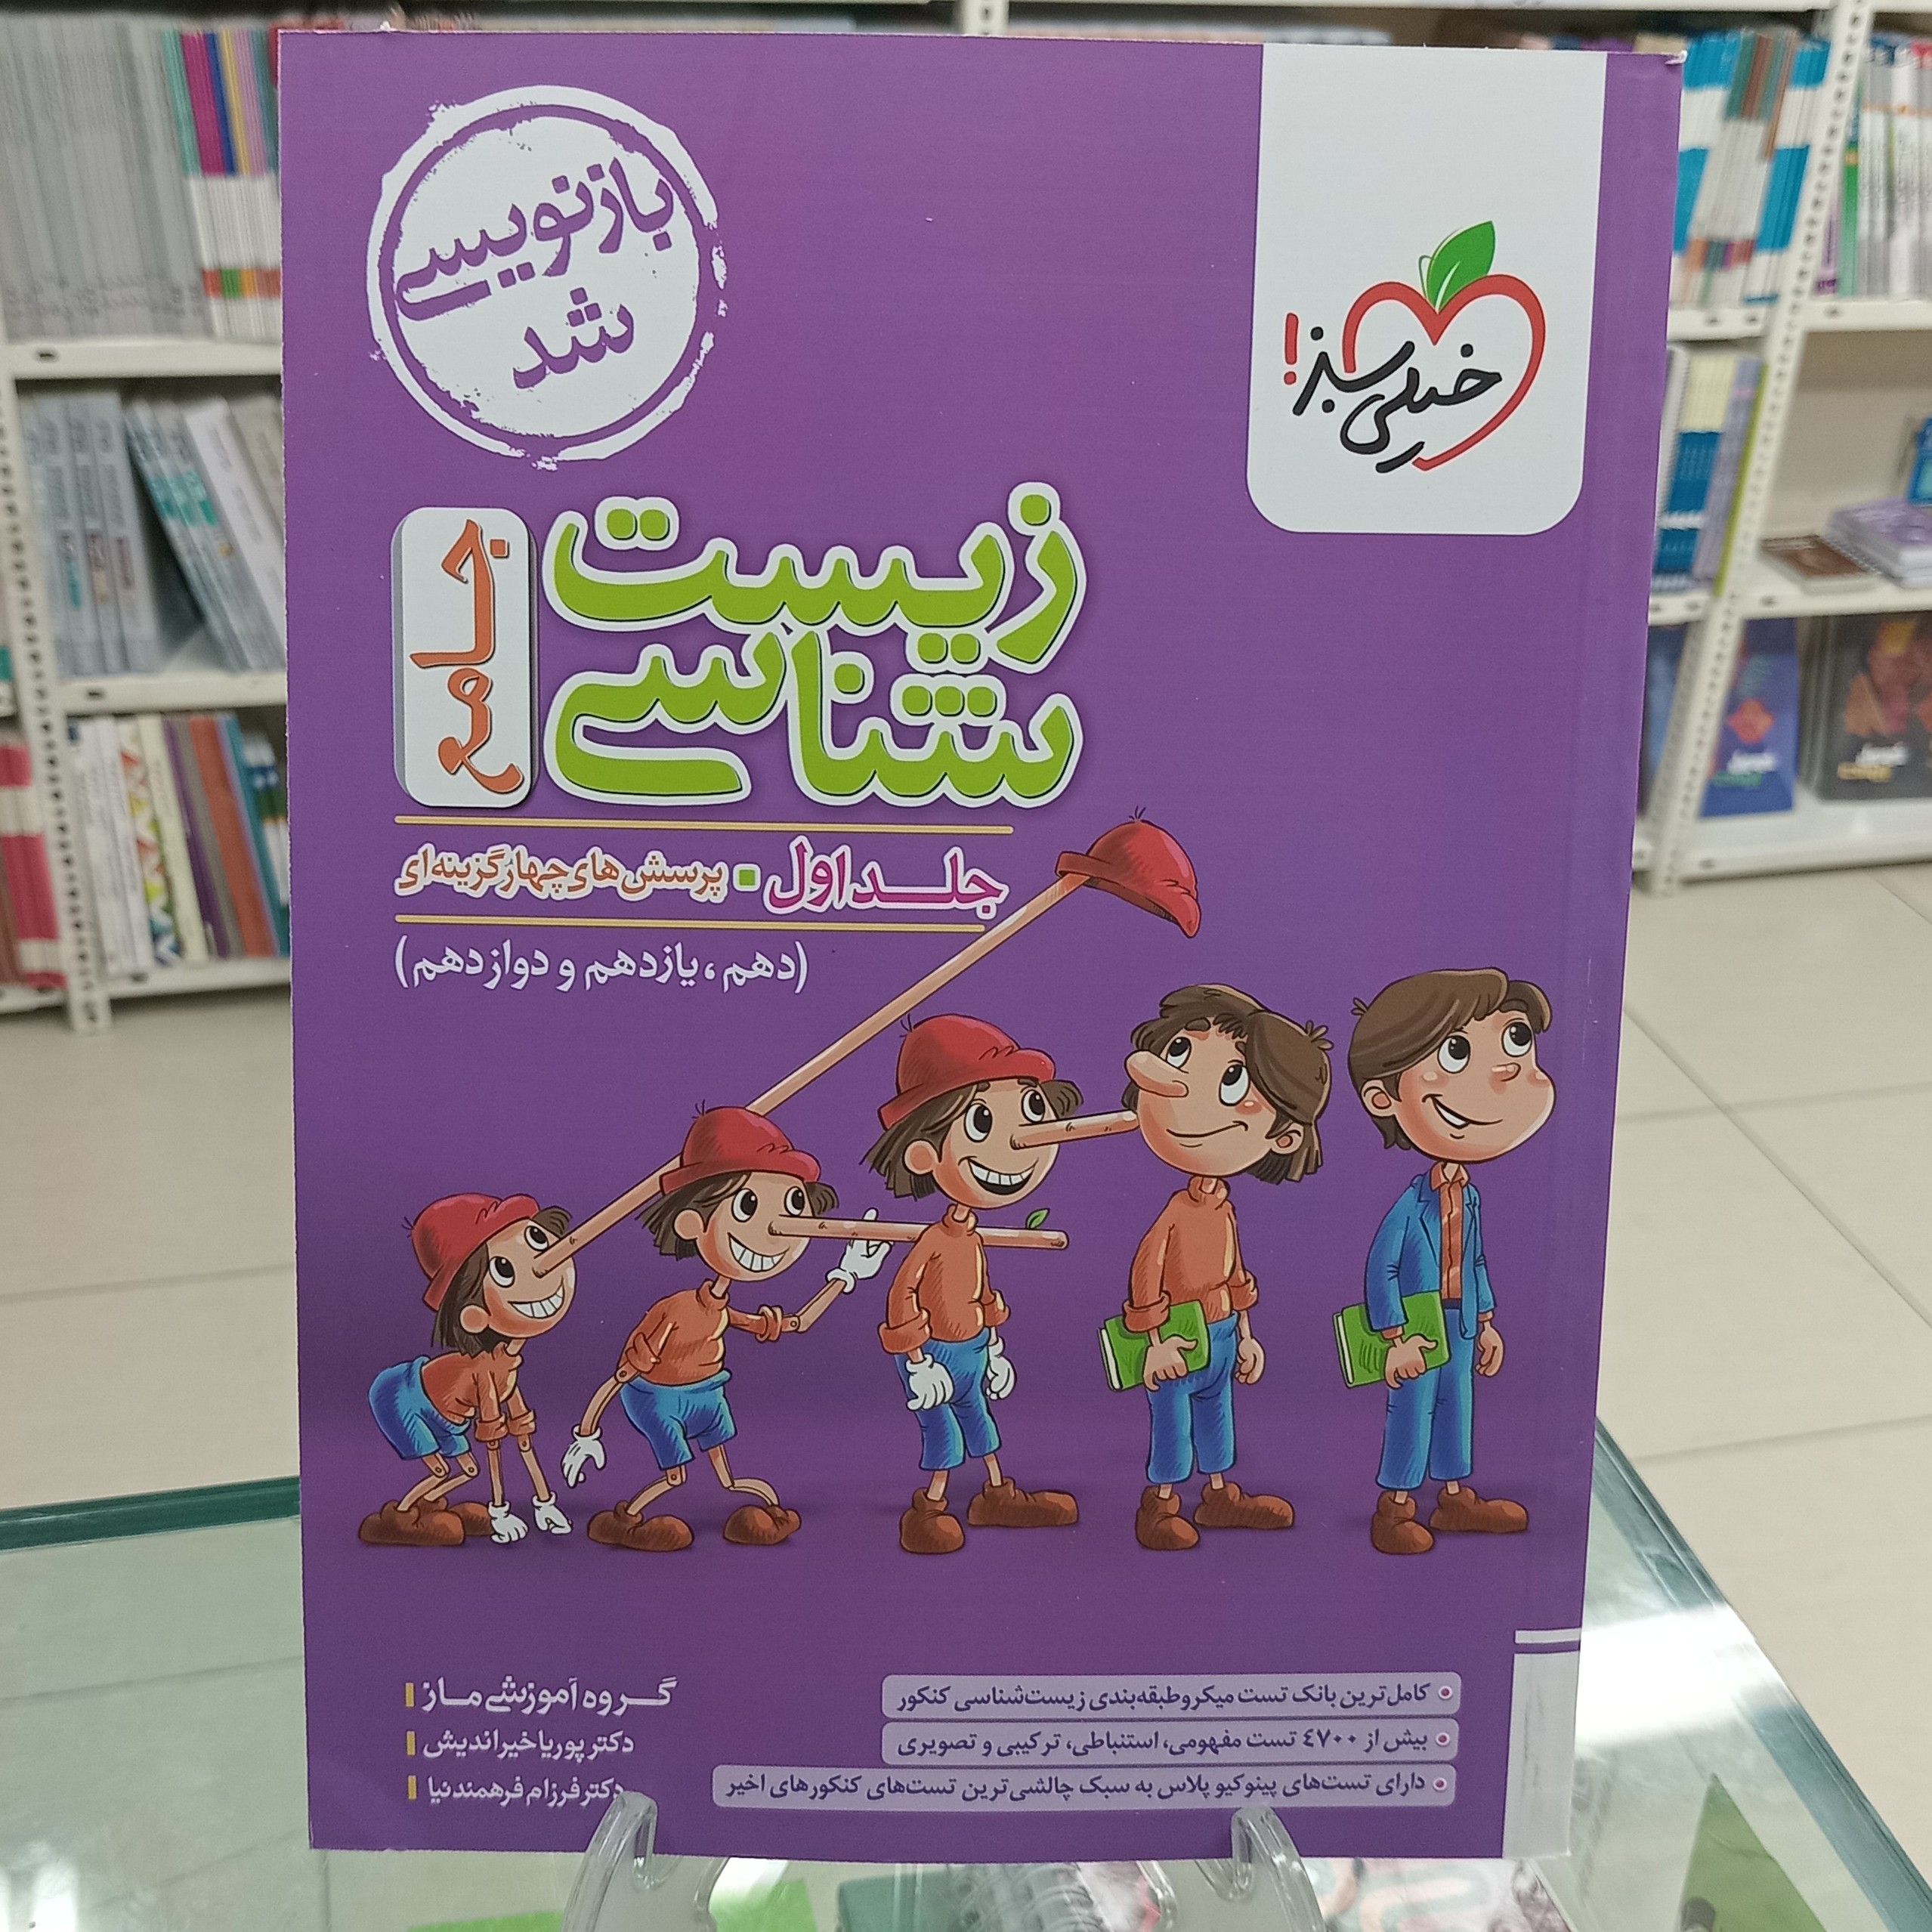 بازنویسی
شد
خیلی سبز!
زیست
شناسی
جامع
جلد اول ▪ پرسش‌های چهارگزینه‌ای
(دهم، یازدهم و دوازدهم)
کامل‌ترین بانک تست میکروطبقه‌بندی زیست‌شناسی کنکور
بیش از ۴۷۰۰ تست مفهومی، استنباطی، ترکیبی و تصویری
دارای تست‌های پینوکیو پلاس به سبک چالشی‌ترین تست‌های کنکورهای اخیر
گروه آموزشی ماز
دکتر پوریا خیراندیش
دکتر فرزام فرهمندنیا